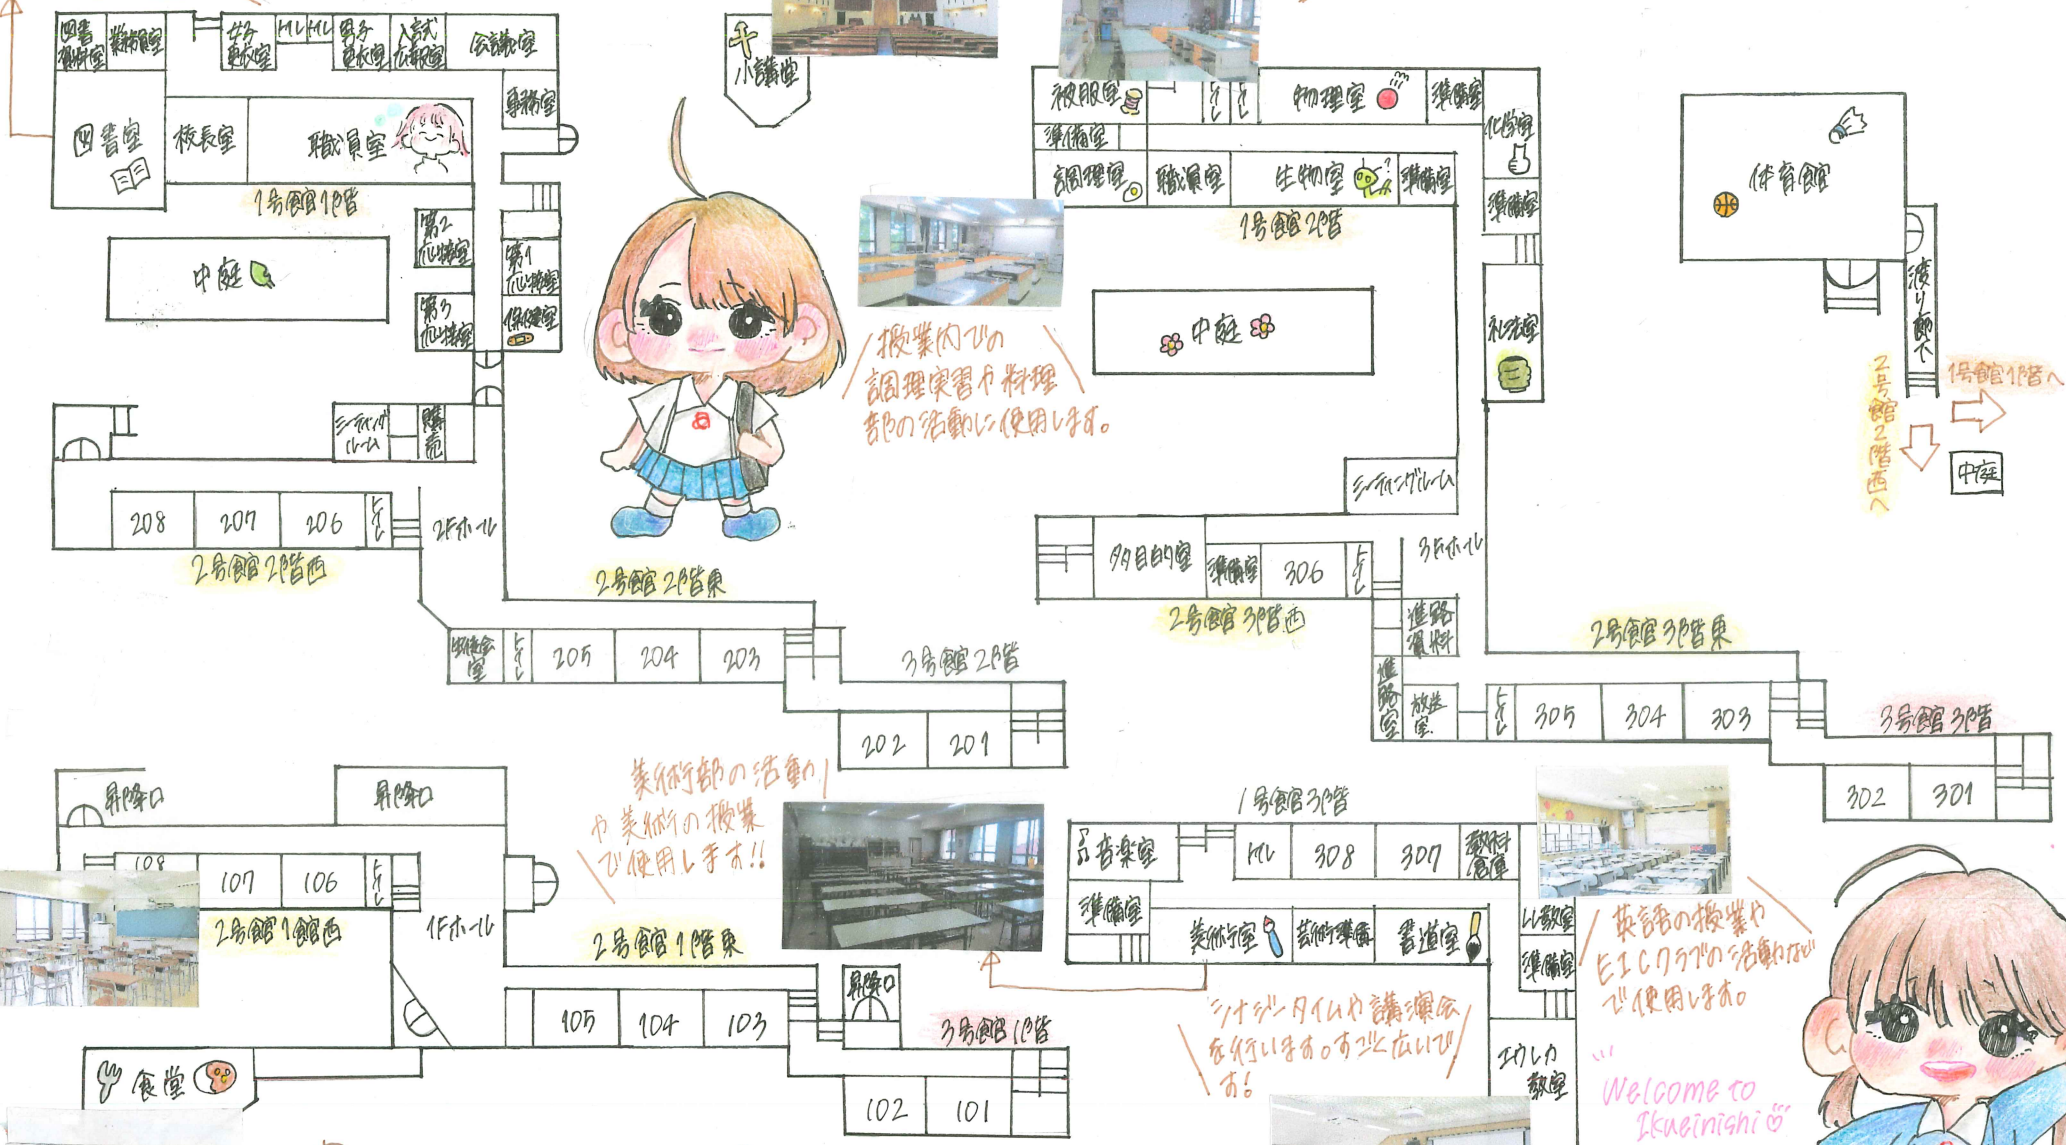 図書
資料室
業務員室
女子
更衣室
トイレ
トイレ
男子
更衣室
入試
広報室
会議室
図書室
校長室
職員室
事務室
1号館1階
第2
応接室
第1
応接室
第3
応接室
保健室
中庭
ミーティング
ルーム
購売
208
207
206
トイレ
2Fホール
2号館2階西
2号館2階東
生徒会
室
トイレ
205
204
203
3号館2階
202
201
小講堂
授業内での
調理実習や料理
部の活動に使用します。
被服室
トイレ
トイレ
物理室
準備室
化学室
準備室
調理室
職員室
生物室
準備室
準備室
1号館2階
礼法室
中庭
ミーティングルーム
多目的室
準備室
306
トイレ
3Fホール
2号館3階西
進路
資料
進路室
放送
室
2号館3階東
トイレ
305
304
303
3号館3階
302
301
体育館
渡り廊下
1号館1階へ
2号館2階西へ
中庭
昇降口
昇降口
108
107
106
トイレ
1Fホール
2号館1館西
2号館1階東
105
104
103
昇降口
3号館1階
102
101
食堂
美術部の活動
や美術の授業
で使用します!!
1号館3階
音楽室
トイレ
308
307
教科
倉庫
準備室
美術室
芸術準備
書道室
LL教室
準備室
エウレカ
教室
シナジータイムや講演会
を行います。すごく広いで
す!
英語の授業や
EICクラブの活動など
で使用します。
Welcome to
Ikueinishi